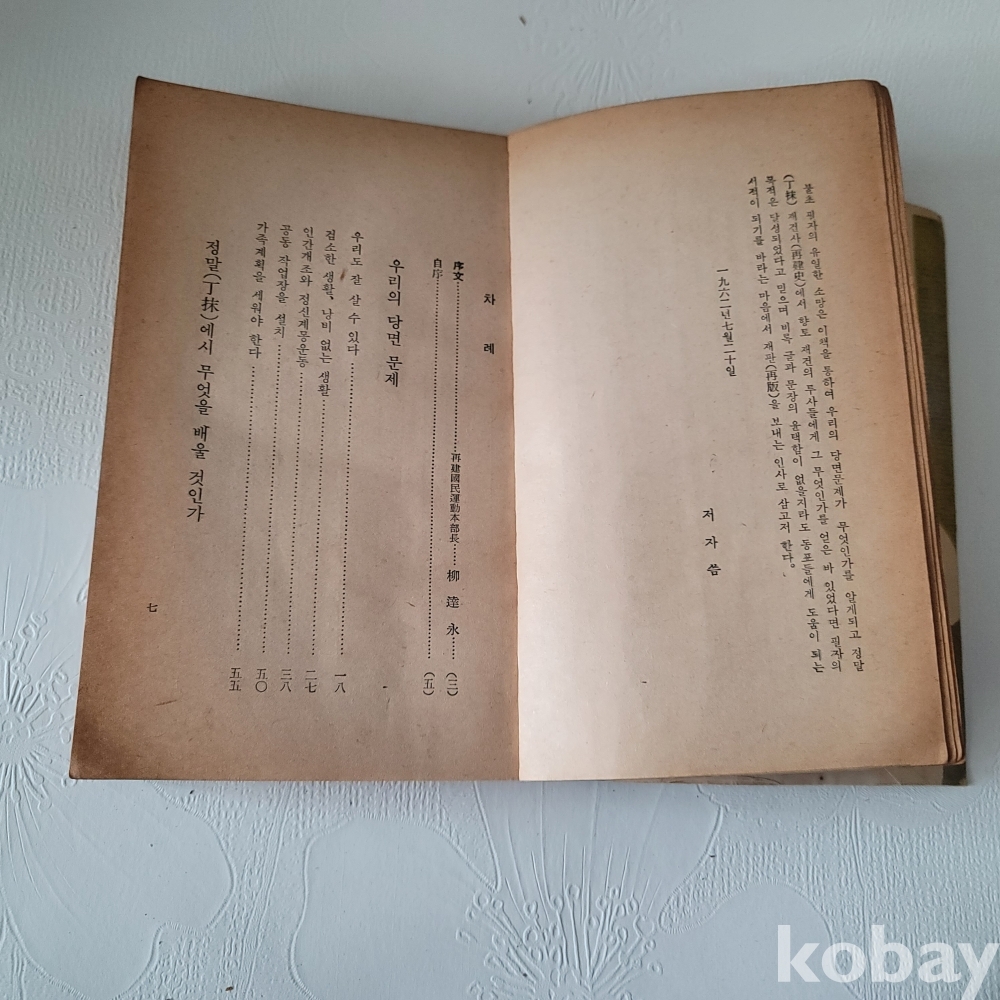 불초 필자의 유일한 소망은 이책을 통하여 우리의 당면문제가 무엇인가를 알게되고 정말
(丁抹) 재건사(再建史)에서 향토 재건의 투사들에게 그 무엇인가를 얻은 바 있었다면 필자의
목적은 달성되었다고 믿으며 비록 글과 문장의 윤택함이 없을지라도 동포들에게 도움이 되는
서적이 되기를 바라는 마음에서 재판(再版)을 보내는 인사로 삼고저 한다.
一九六二年七月二十日
저자 씀
차례
序文……再建國民運動本部長……柳達永……(三)
自序……(五)
우리의 당면 문제
우리도 잘 살 수 있다……一八
검소한 생활, 낭비 없는 생활……二七
인간개조와 정신계몽운동……三八
공동 작업장을 설치……五〇
가족계획을 세워야 한다……五五
정말(丁抹)에서 무엇을 배울 것인가
七
kobay